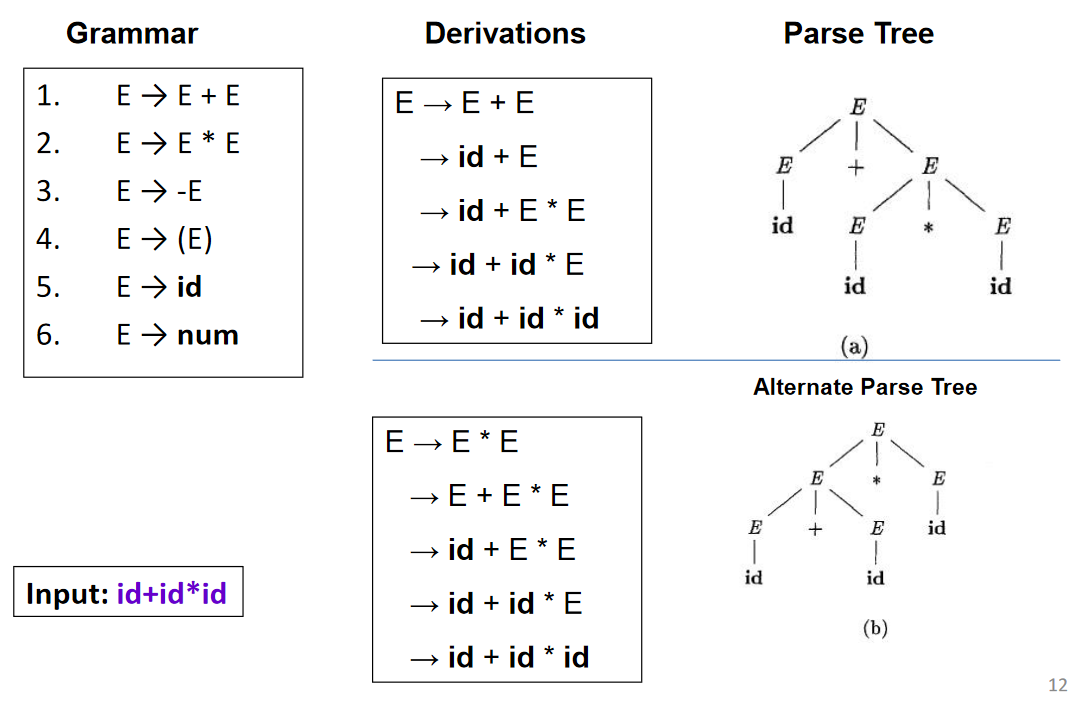 Grammar
Derivations
Parse Tree
1. E → E + E
2. E → E * E
3. E → -E
4. E → (E)
5. E → id
6. E → num
E → E + E
→ id + E
→ id + E * E
→ id + id * E
→ id + id * id
E
E + E
id E * E
id id
(a)
Alternate Parse Tree
E → E * E
→ E + E * E
→ id + E * E
→ id + id * E
→ id + id * id
E
E * E
E + E id
id id
(b)
Input: id+id*id
12